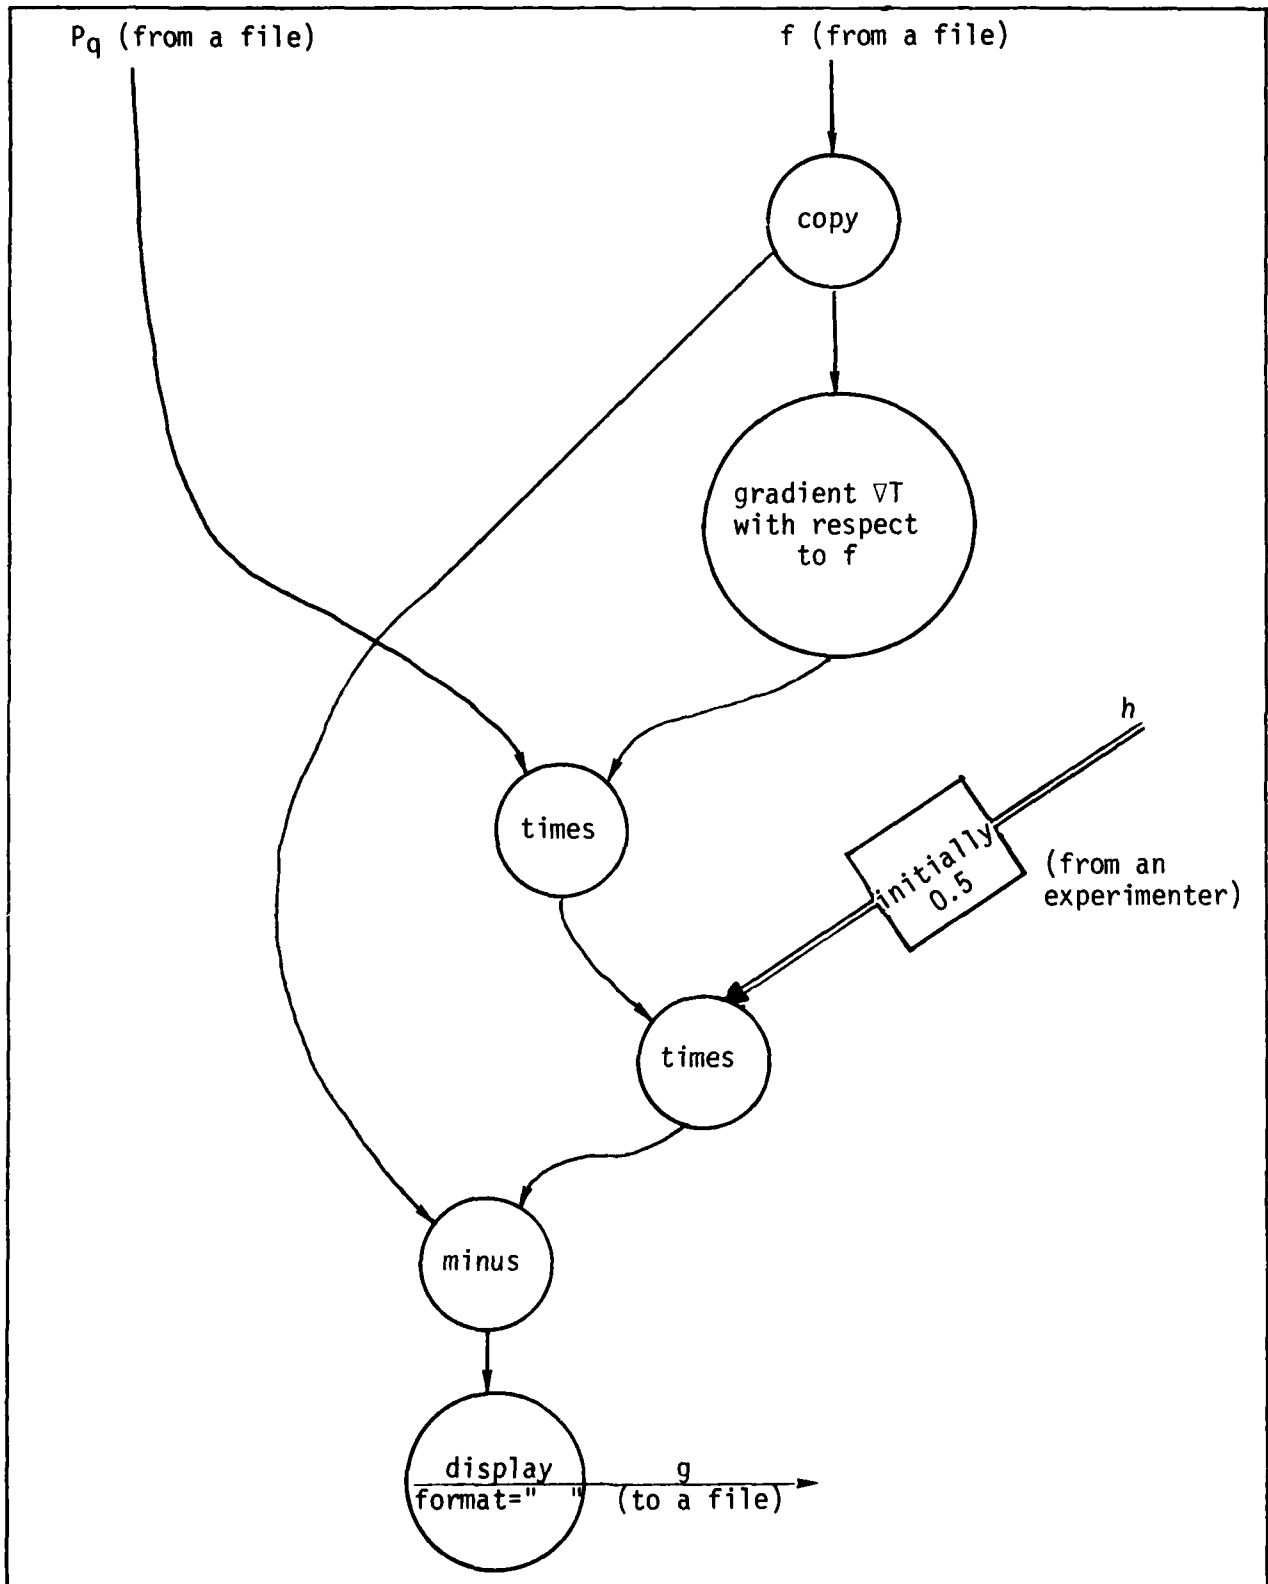 Pq (from a file)
f (from a file)
copy
gradient ∇T
with respect
to f
h
initially
0.5
(from an
experimenter)
times
times
minus
display
format="  "
g
(to a file)